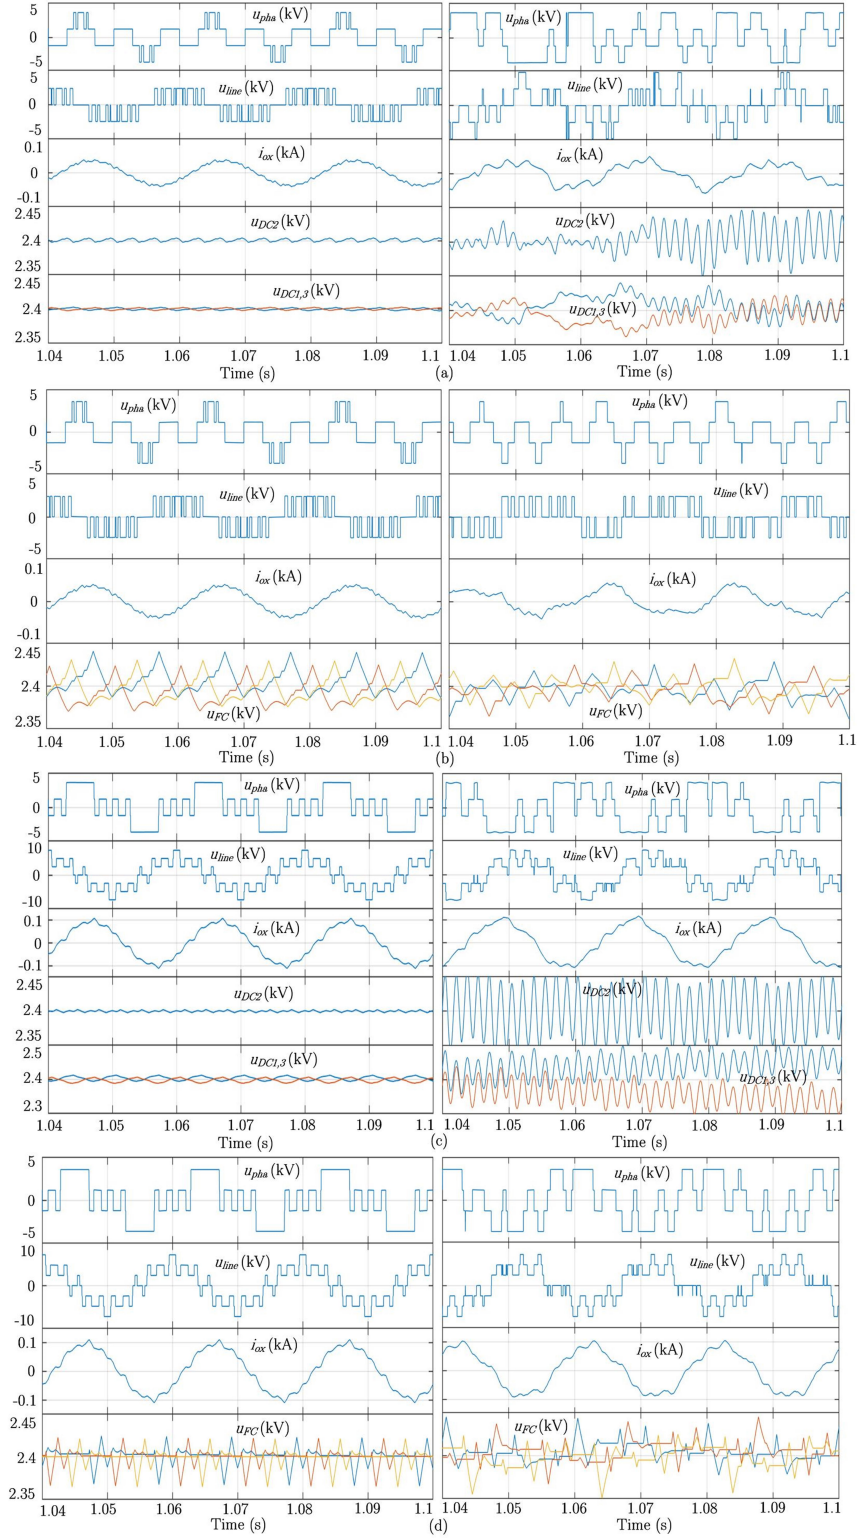 5
0
-5
u_pha (kV)
u_pha (kV)
5
0
5
u_line (kV)
u_line (kV)
0.1
0
-0.1
i_ox (kA)
i_ox (kA)
2.45
2.4
2.35
u_DC2 (kV)
u_DC2 (kV)
2.45
2.4
2.35
u_DC1,3 (kV)
u_DC1,3 (kV)
1.04 1.05 1.06 1.07 1.08 1.09 1.1
1.04 1.05 1.06 1.07 1.08 1.09 1.1
Time (s)
(a)
Time (s)
5
0
-5
u_pha (kV)
u_pha (kV)
5
0
-5
u_line (kV)
u_line (kV)
0.1
0
-0.1
i_ox (kA)
i_ox (kA)
2.45
2.4
2.35
u_FC (kV)
u_FC (kV)
1.04 1.05 1.06 1.07 1.08 1.09 1.1
1.04 1.05 1.06 1.07 1.08 1.09 1.1
Time (s)
(b)
Time (s)
5
0
-5
u_pha (kV)
u_pha (kV)
10
0
-10
u_line (kV)
u_line (kV)
0.1
0
-0.1
i_ox (kA)
i_ox (kA)
2.45
2.4
2.35
u_DC2 (kV)
u_DC2 (kV)
2.5
2.4
2.3
u_DC1,3 (kV)
u_DC1,3 (kV)
1.04 1.05 1.06 1.07 1.08 1.09 1.1
1.04 1.05 1.06 1.07 1.08 1.09 1.1
Time (s)
(c)
Time (s)
5
0
-5
u_pha (kV)
u_pha (kV)
10
0
-10
u_line (kV)
u_line (kV)
0.1
0
-0.1
i_ox (kA)
i_ox (kA)
2.45
2.4
2.35
u_FC (kV)
u_FC (kV)
1.04 1.05 1.06 1.07 1.08 1.09 1.1
1.04 1.05 1.06 1.07 1.08 1.09 1.1
Time (s)
(d)
Time (s)